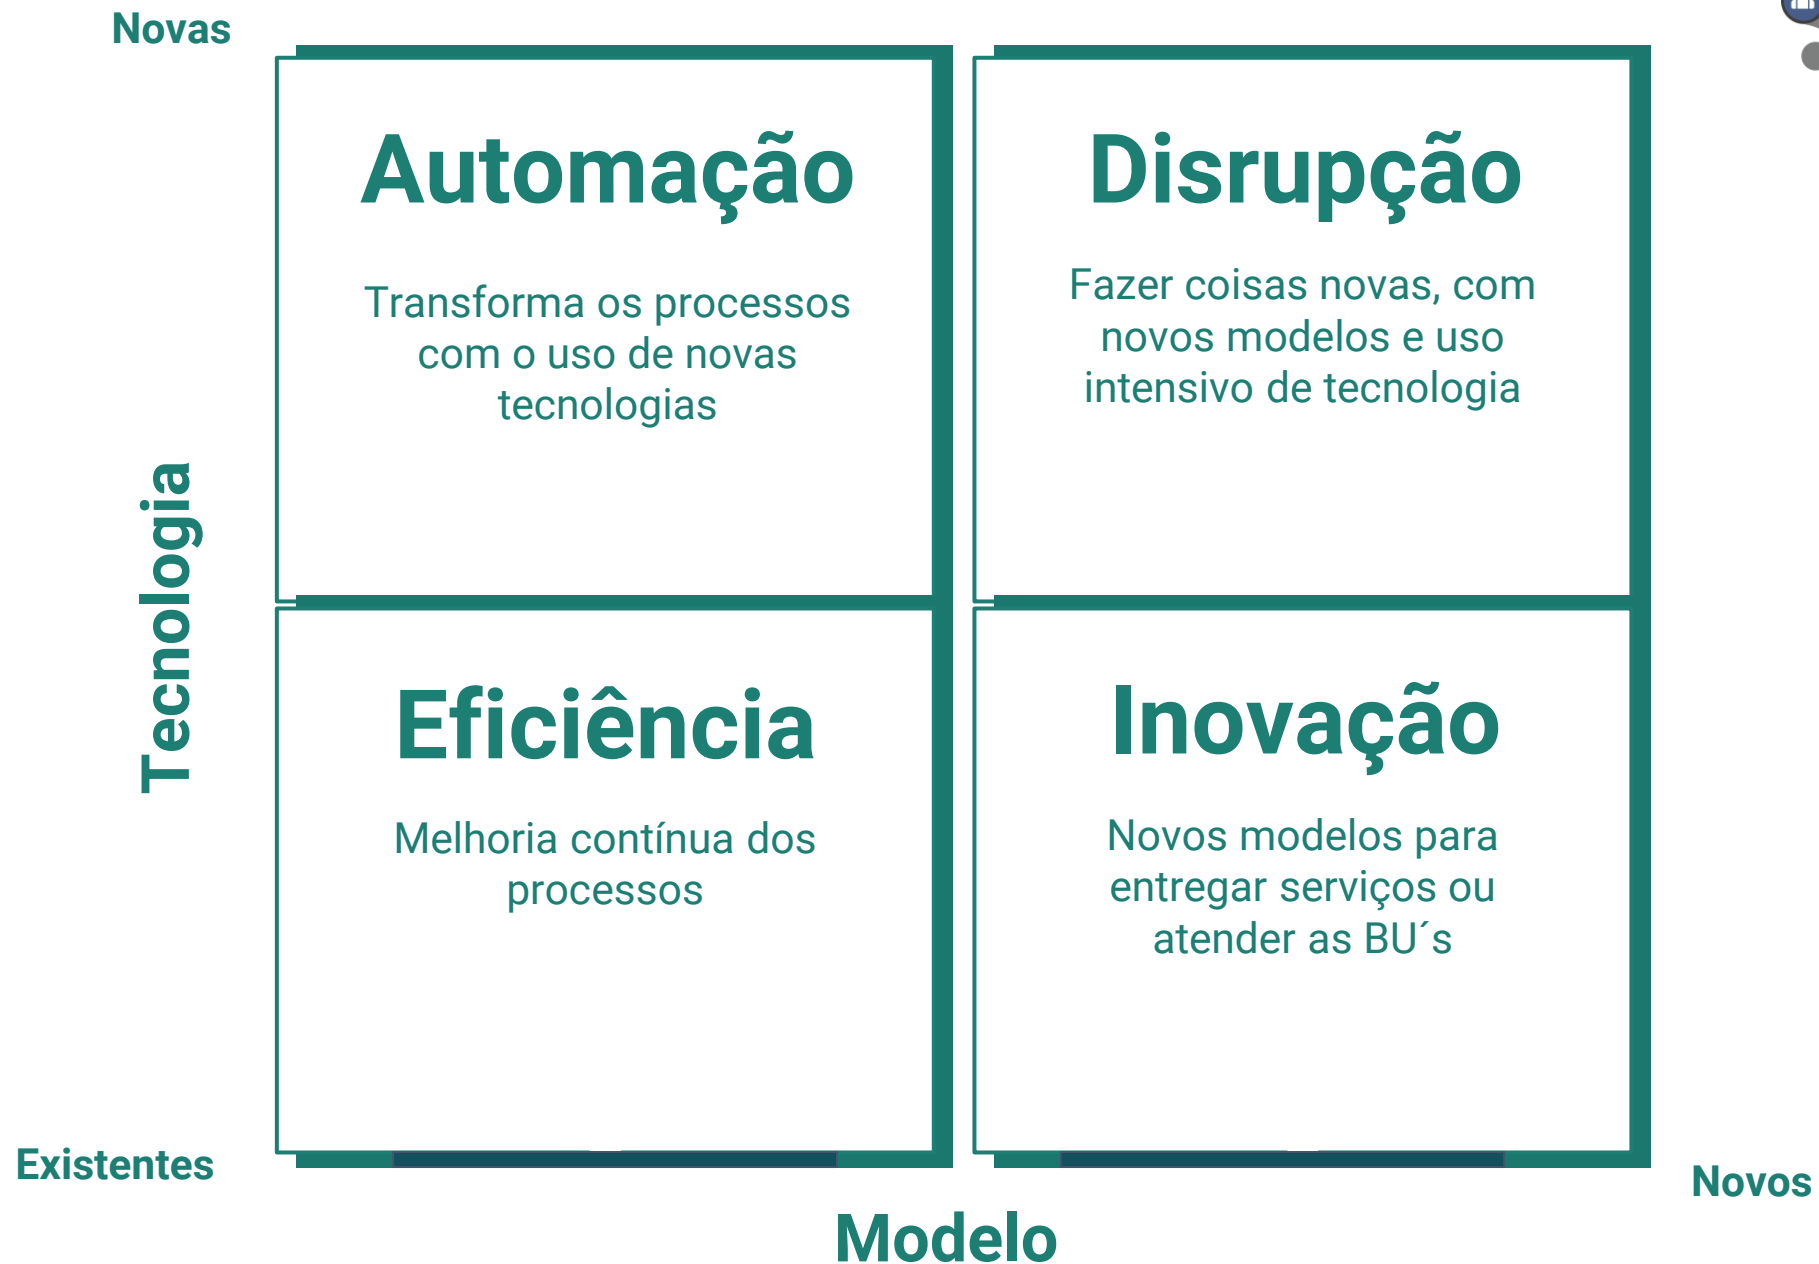 Novas
Automação
Transforma os processos
com o uso de novas
tecnologias
Disrupção
Fazer coisas novas, com
novos modelos e uso
intensivo de tecnologia
Tecnologia
Eficiência
Melhoria contínua dos
processos
Inovação
Novos modelos para
entregar serviços ou
atender as BU´s
Existentes
Novos
Modelo